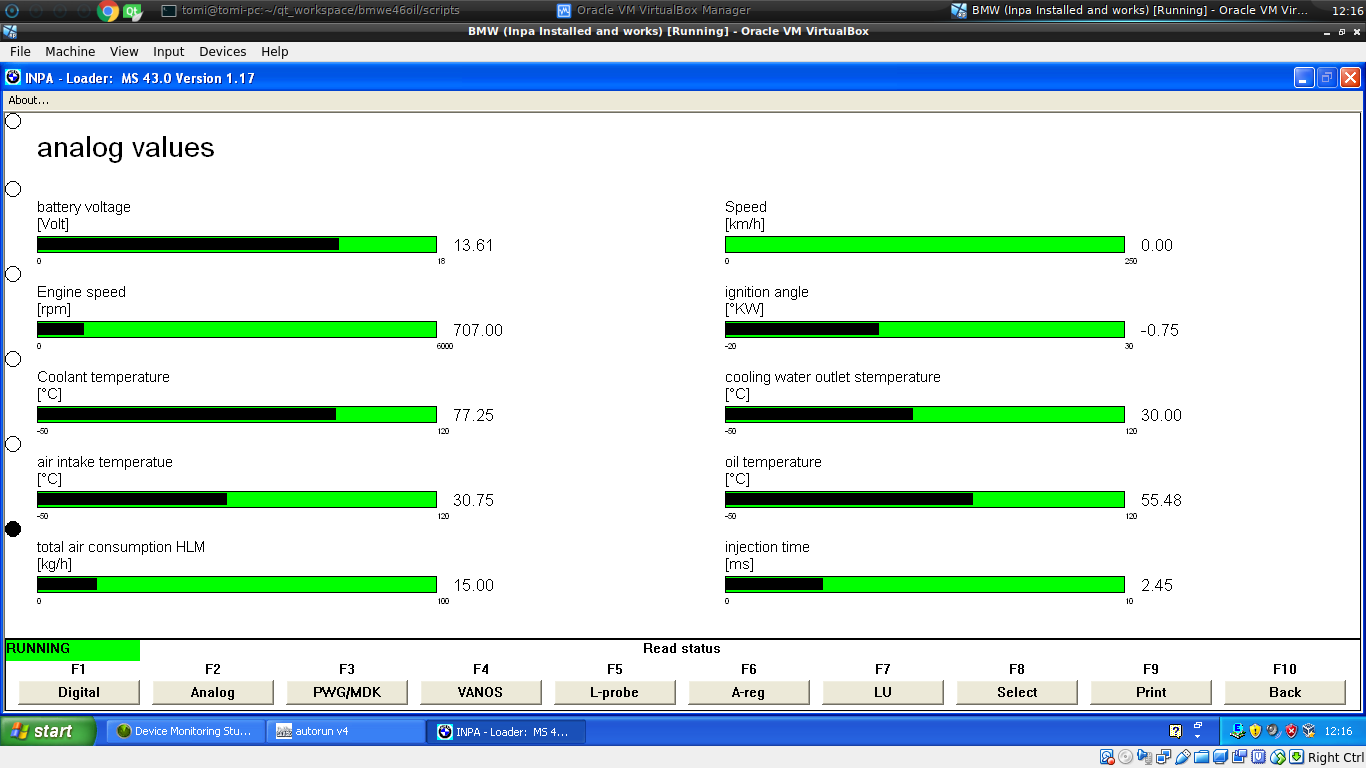 tomi@tomi-pc:~/qt_workspace/bmwe46oil/scripts
Oracle VM VirtualBox Manager
BMW (Inpa Installed and works) [Running] - Oracle VM Vir...
12:16
BMW (Inpa Installed and works) [Running] - Oracle VM VirtualBox
File Machine View Input Devices Help
INPA - Loader: MS 43.0 Version 1.17
About...
analog values
battery voltage
[Volt]
13.61
0 18
Speed
[km/h]
0.00
0 250
Engine speed
[rpm]
707.00
0 6000
ignition angle
[°KW]
-0.75
-20 30
Coolant temperature
[°C]
77.25
-50 120
cooling water outlet stemperature
[°C]
30.00
-50 120
air intake temperatue
[°C]
30.75
-50 120
oil temperature
[°C]
55.48
-50 120
total air consumption HLM
[kg/h]
15.00
0 100
injection time
[ms]
2.45
0 10
RUNNING
Read status
F1 F2 F3 F4 F5 F6 F7 F8 F9 F10
Digital Analog PWG/MDK VANOS L-probe A-reg LU Select Print Back
start
Device Monitoring Stu...
autorun v4
INPA - Loader: MS 4...
12:16
Right Ctrl